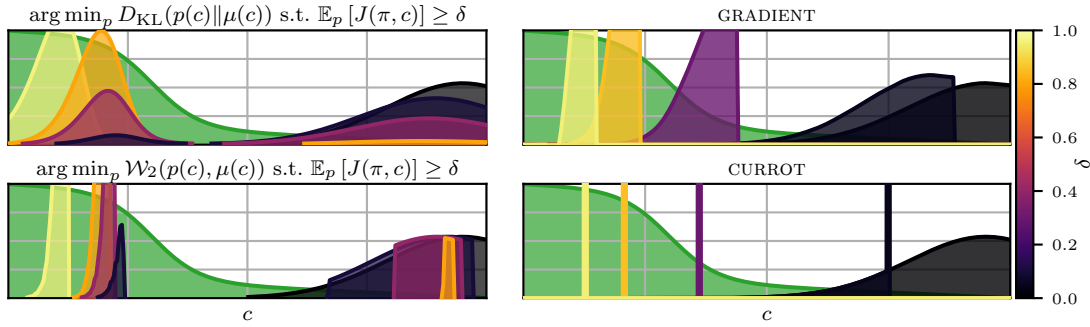 arg min_p D_KL(p(c)‖μ(c)) s.t. 𝔼_p [J(π, c)] ≥ δ
GRADIENT
1.0
0.8
0.6
0.4
0.2
0.0
δ
arg min_p 𝒲_2(p(c), μ(c)) s.t. 𝔼_p [J(π, c)] ≥ δ
CURROT
c
c